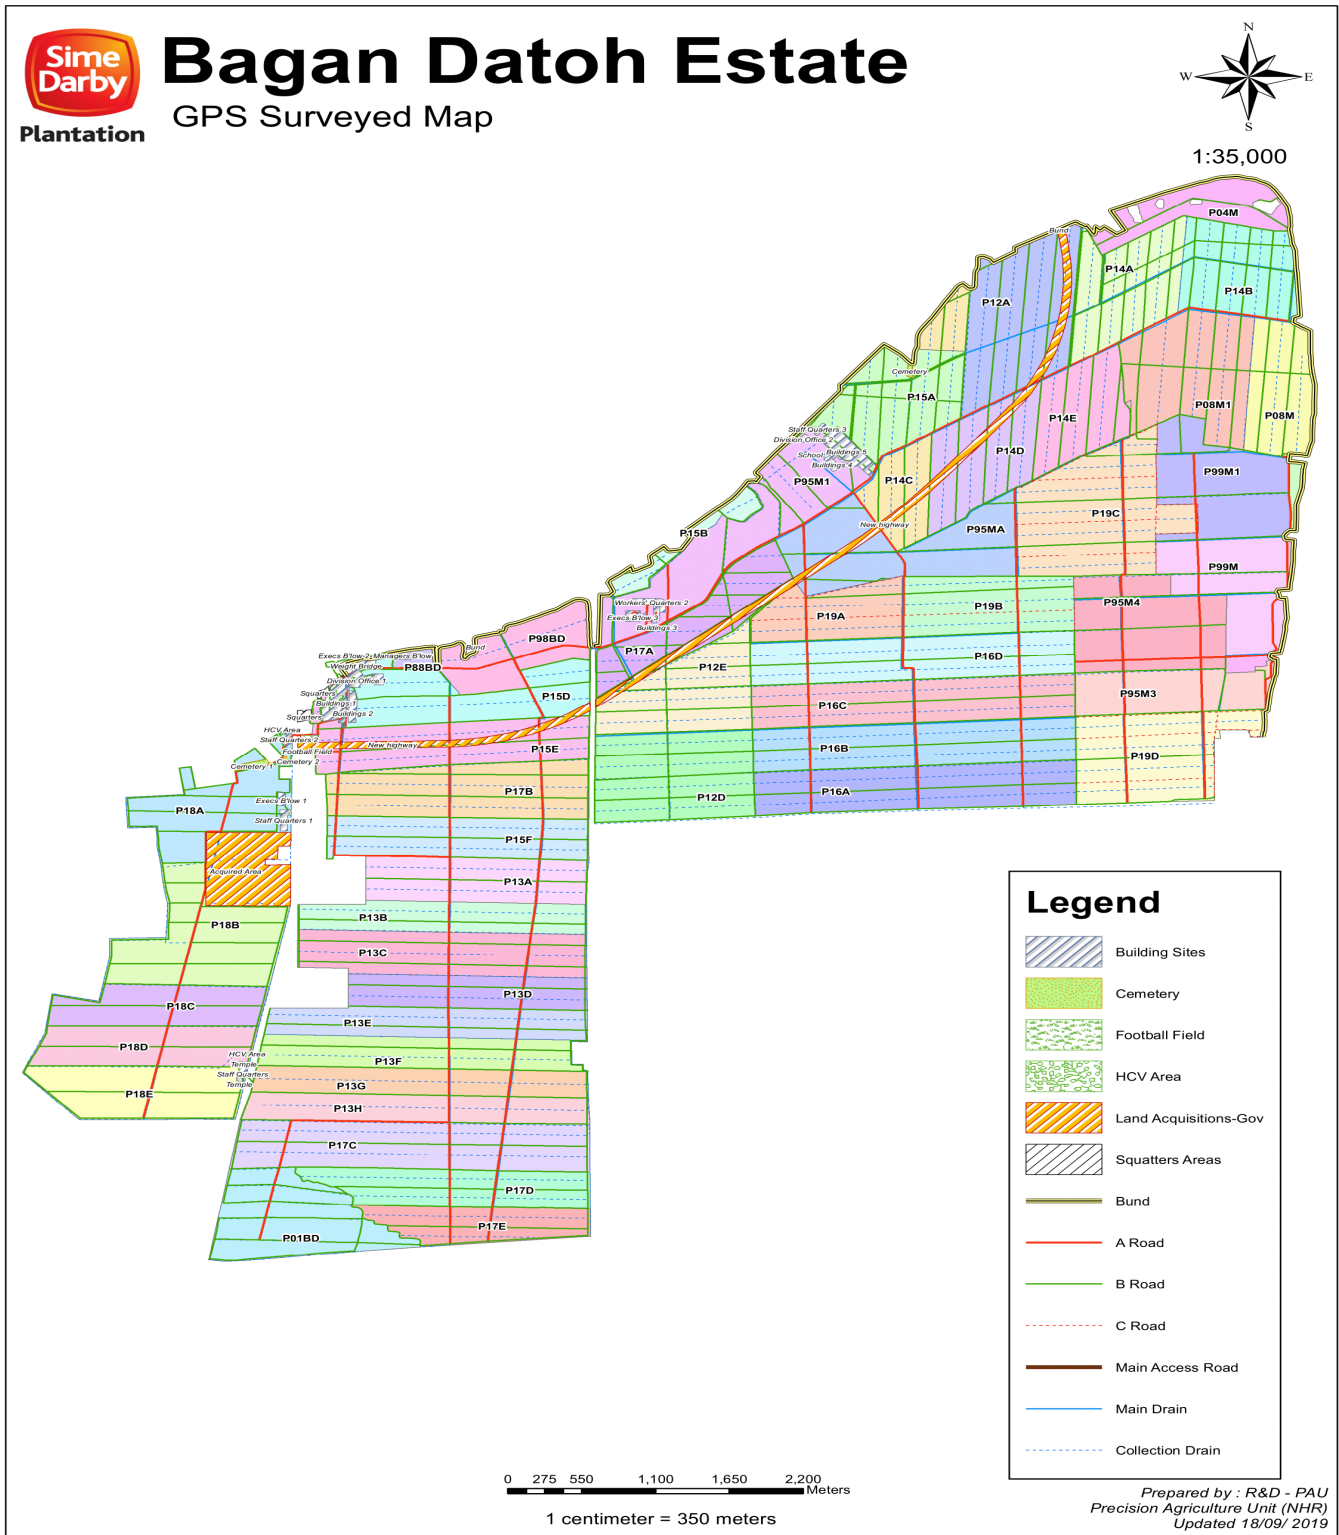 Sime
Darby
Plantation
Bagan Datoh Estate
GPS Surveyed Map
N
W
E
S
1:35,000
P04M
Bund
P14A
P14B
P12A
Cemetery
P15A
P08M1
P08M
P14E
Staff Quarters 3
Division Office 2
School
Buildings 5
Buildings 4
P14D
P99M1
P95M1
P14C
P19C
New highway
P95MA
P15B
P99M
Workers' Quarters 2
Execs B'low 3
Buildings 3
P19A
P19B
P95M4
P98BD
Bund
P17A
P12E
P16D
Execs B'low 2
Managers B'low
Weight Bridge
P88BD
Division Office 1
Squarters
Buildings 1
Buildings 2
Squarters
P15D
P16C
P95M3
HCV Area
Staff Quarters 2
Football Field
New highway
P15E
P16B
P19D
Cemetery 2
Cemetery 1
P17B
P12D
P16A
Execs B'low 1
P18A
Staff Quarters 1
P15F
Acquired Area
P13A
P13B
P18B
P13C
P13D
P18C
P13E
P18D
HCV Area
Temple
Staff Quarters
Temple
P13F
P13G
P18E
P13H
P17C
P17D
P17E
P01BD
Legend
Building Sites
Cemetery
Football Field
HCV Area
Land Acquisitions-Gov
Squatters Areas
Bund
A Road
B Road
C Road
Main Access Road
Main Drain
Collection Drain
0 275 550 1,100 1,650 2,200
Meters
1 centimeter = 350 meters
Prepared by : R&D - PAU
Precision Agriculture Unit (NHR)
Updated 18/09/ 2019